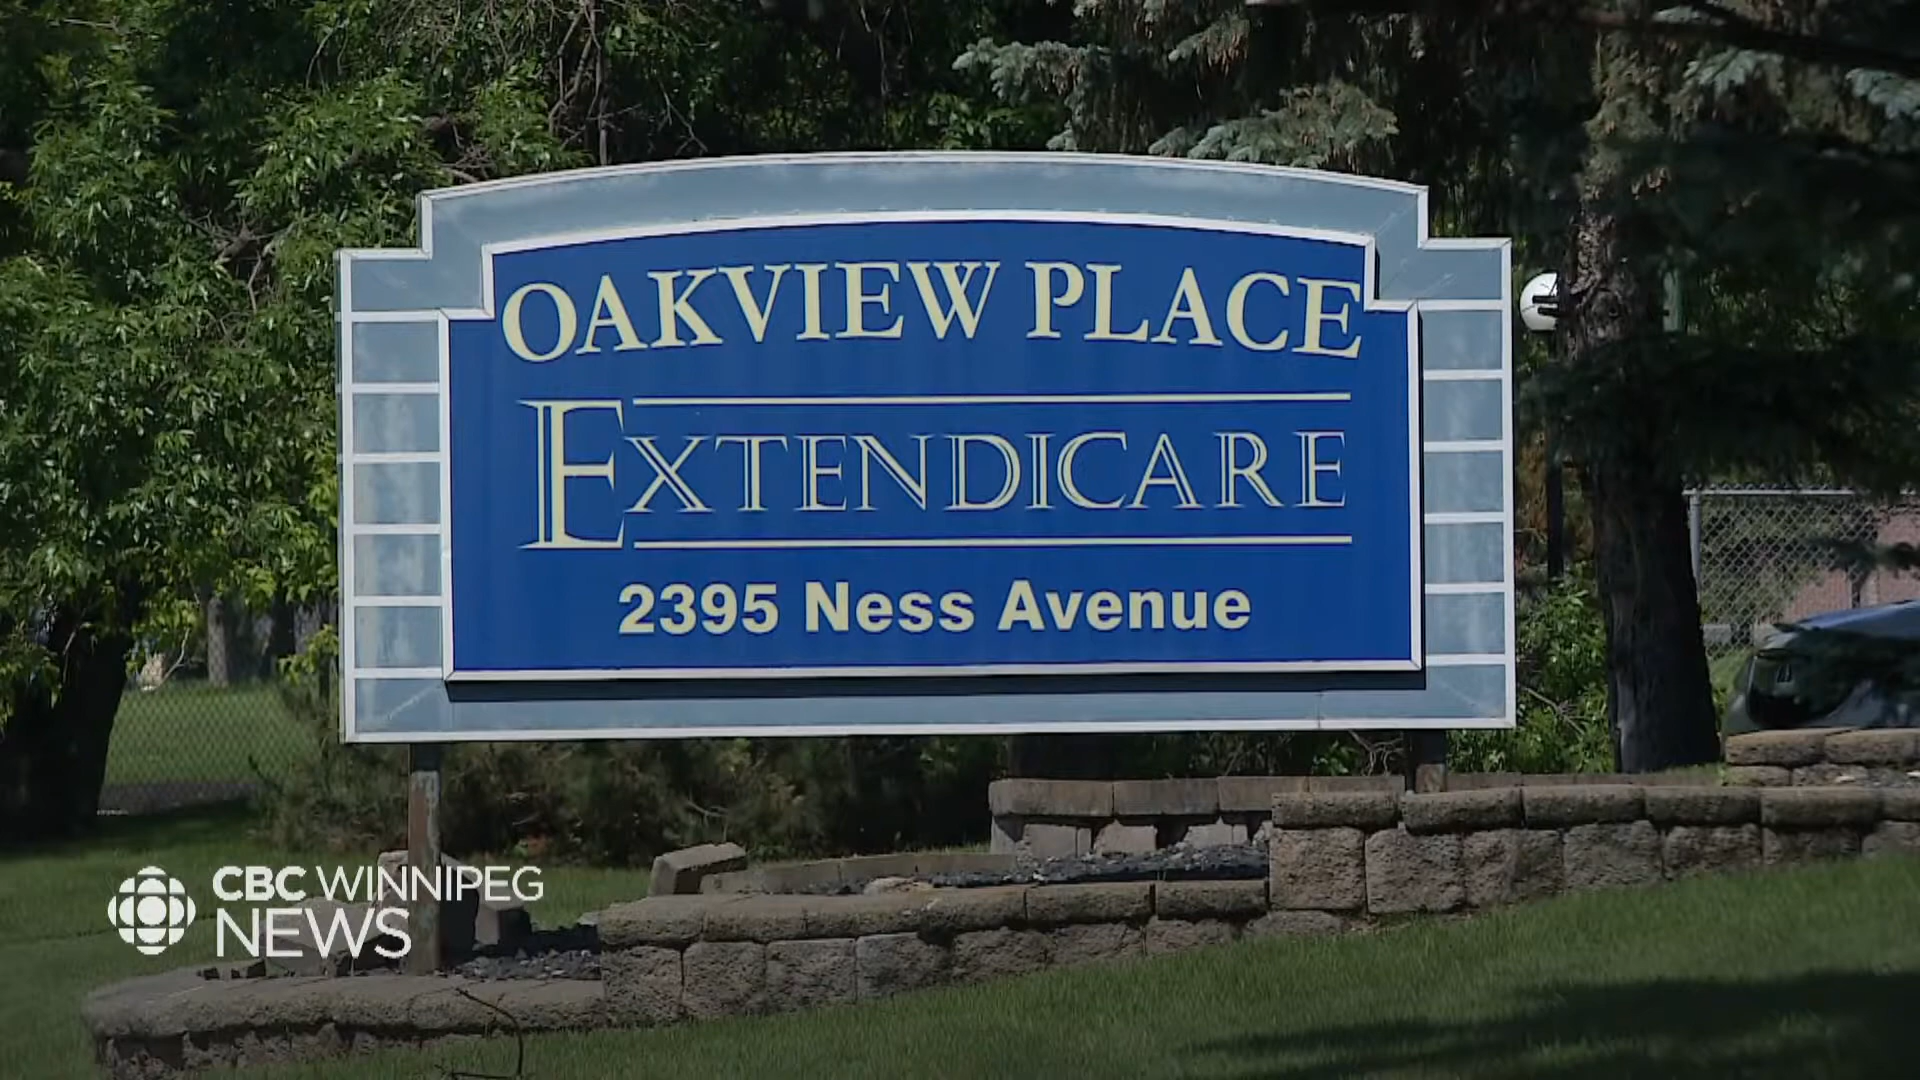 OAKVIEW PLACE
EXTENDICARE
2395 Ness Avenue
CBC WINNIPEG
NEWS